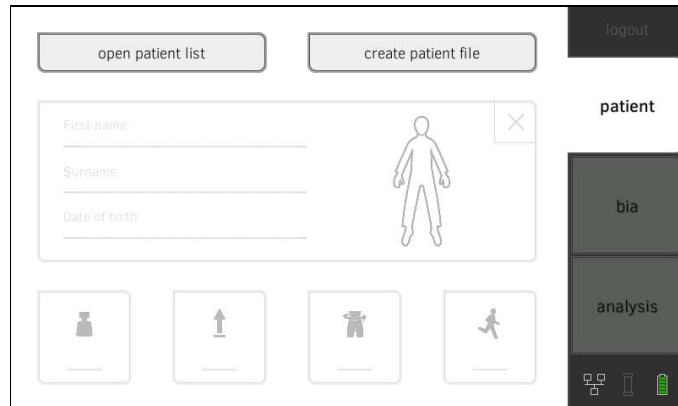 open patient list
create patient file
logout
patient
First name
Surname
Date of birth
bia
analysis